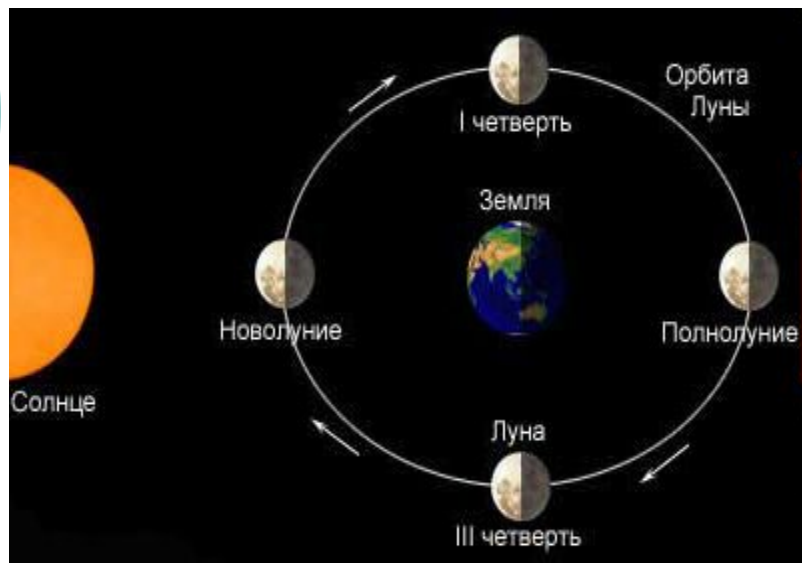 Орбита
Луны
I четверть
Земля
Новолуние
Полнолуние
Солнце
Луна
III четверть